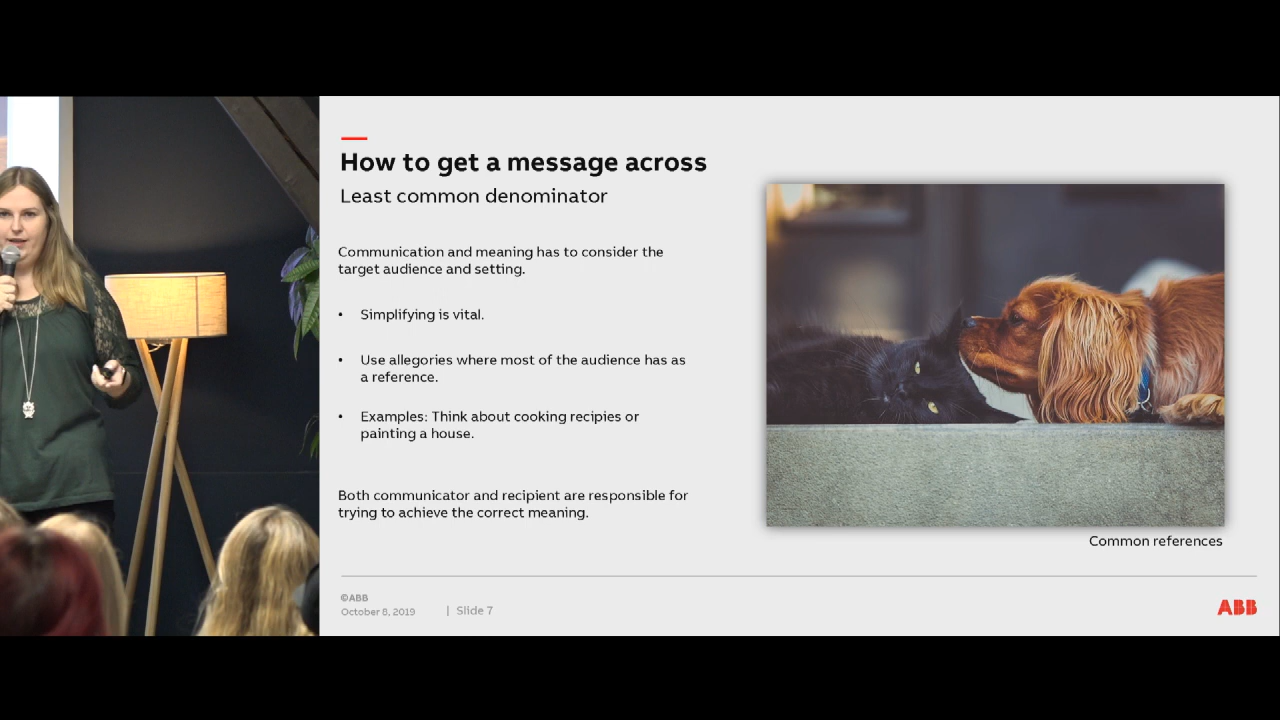 How to get a message across
Least common denominator
Communication and meaning has to consider the
target audience and setting.
• Simplifying is vital.
• Use allegories where most of the audience has as
a reference.
• Examples: Think about cooking recipies or
painting a house.
Both communicator and recipient are responsible for
trying to achieve the correct meaning.
Common references
©ABB
October 8, 2019 | Slide 7
ABB